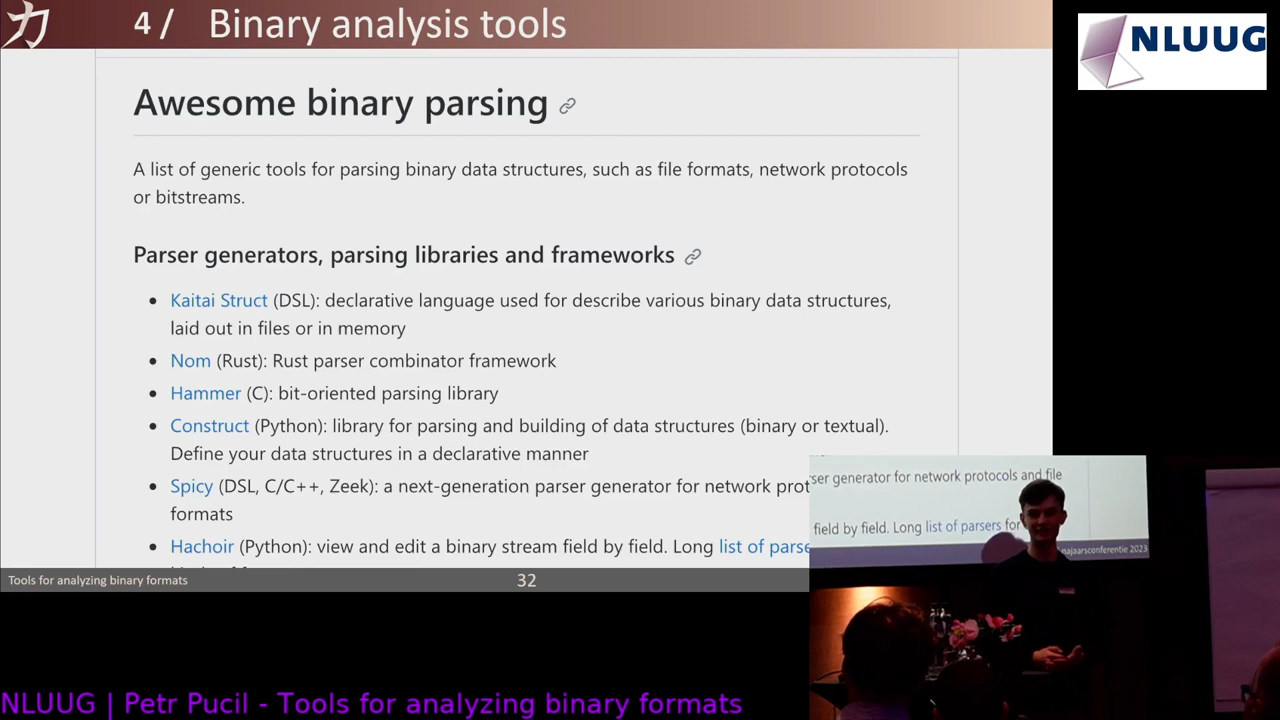 力 4 / Binary analysis tools
NLUUG
Awesome binary parsing
A list of generic tools for parsing binary data structures, such as file formats, network protocols
or bitstreams.
Parser generators, parsing libraries and frameworks
• Kaitai Struct (DSL): declarative language used for describe various binary data structures,
laid out in files or in memory
• Nom (Rust): Rust parser combinator framework
• Hammer (C): bit-oriented parsing library
• Construct (Python): library for parsing and building of data structures (binary or textual).
Define your data structures in a declarative manner
• Spicy (DSL, C/C++, Zeek): a next-generation parser generator for network prot
formats
• Hachoir (Python): view and edit a binary stream field by field. Long list of parse
ser generator for network protocols and file
field by field. Long list of parsers for
najaarsconferentie 2023
Tools for analyzing binary formats
32
NLUUG | Petr Pucil - Tools for analyzing binary formats